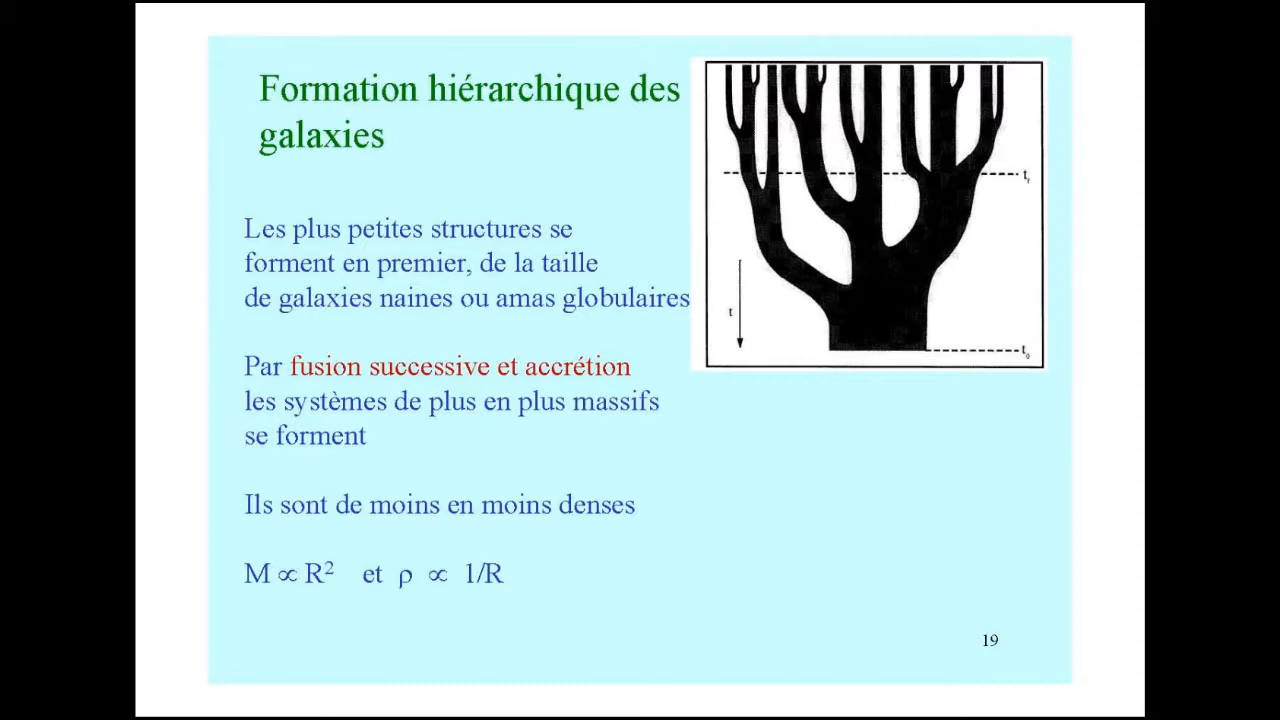 Formation hiérarchique des
galaxies
Les plus petites structures se
forment en premier, de la taille
de galaxies naines ou amas globulaires
Par fusion successive et accrétion
les systèmes de plus en plus massifs
se forment
Ils sont de moins en moins denses
M ∝ R² et ρ ∝ 1/R
t_f
t
t₀
19